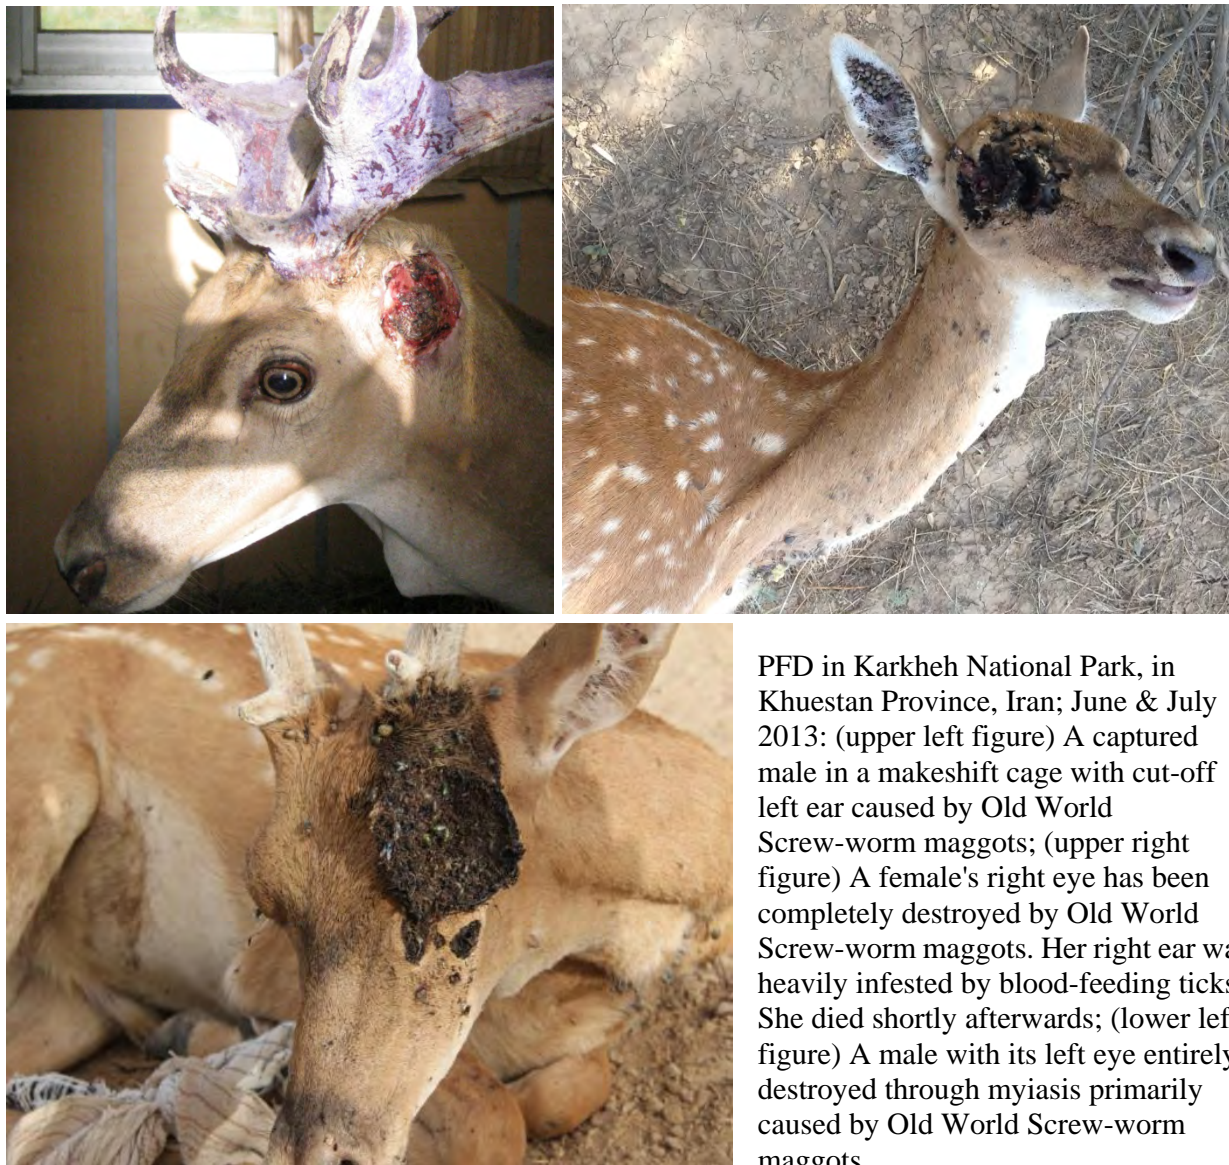 PFD in Karkheh National Park, in
Khuestan Province, Iran; June & July
2013: (upper left figure) A captured
male in a makeshift cage with cut-off
left ear caused by Old World
Screw-worm maggots; (upper right
figure) A female's right eye has been
completely destroyed by Old World
Screw-worm maggots. Her right ear wa
heavily infested by blood-feeding ticks
She died shortly afterwards; (lower lef
figure) A male with its left eye entirely
destroyed through myiasis primarily
caused by Old World Screw-worm
maggots